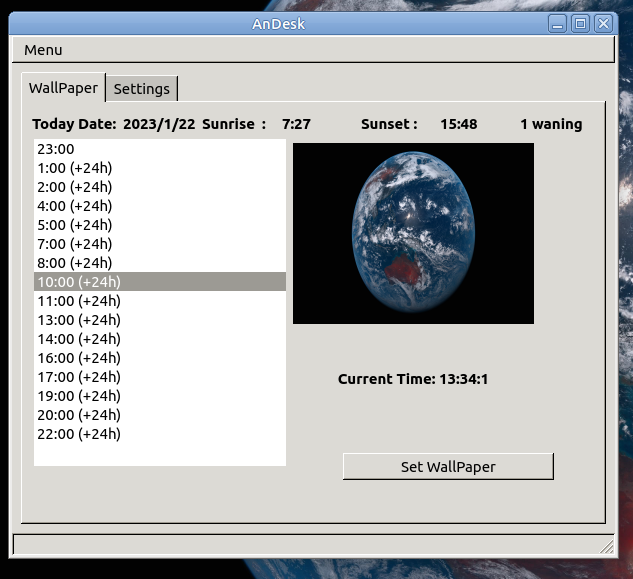 AnDesk
Menu
WallPaper Settings
Today Date: 2023/1/22 Sunrise : 7:27 Sunset : 15:48 1 waning
23:00
1:00 (+24h)
2:00 (+24h)
4:00 (+24h)
5:00 (+24h)
7:00 (+24h)
8:00 (+24h)
10:00 (+24h)
11:00 (+24h)
13:00 (+24h)
14:00 (+24h)
16:00 (+24h)
17:00 (+24h)
19:00 (+24h)
20:00 (+24h)
22:00 (+24h)
Current Time: 13:34:1
Set WallPaper